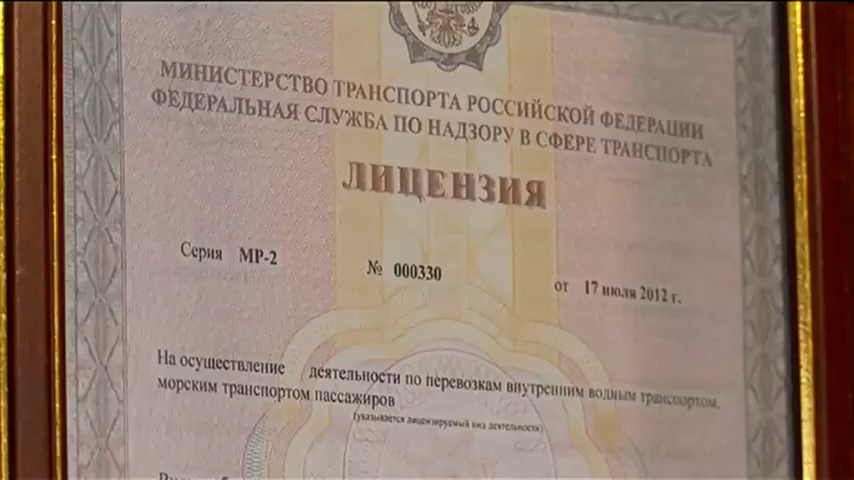 МИНИСТЕРСТВО ТРАНСПОРТА РОССИЙСКОЙ ФЕДЕРАЦИИ
ФЕДЕРАЛЬНАЯ СЛУЖБА ПО НАДЗОРУ В СФЕРЕ ТРАНСПОРТА
ЛИЦЕНЗИЯ
Серия МР-2 № 000330 от 17 июля 2012 г.
На осуществление деятельности по перевозкам внутренним водным транспортом,
морским транспортом пассажиров
(указывается лицензируемый вид деятельности)